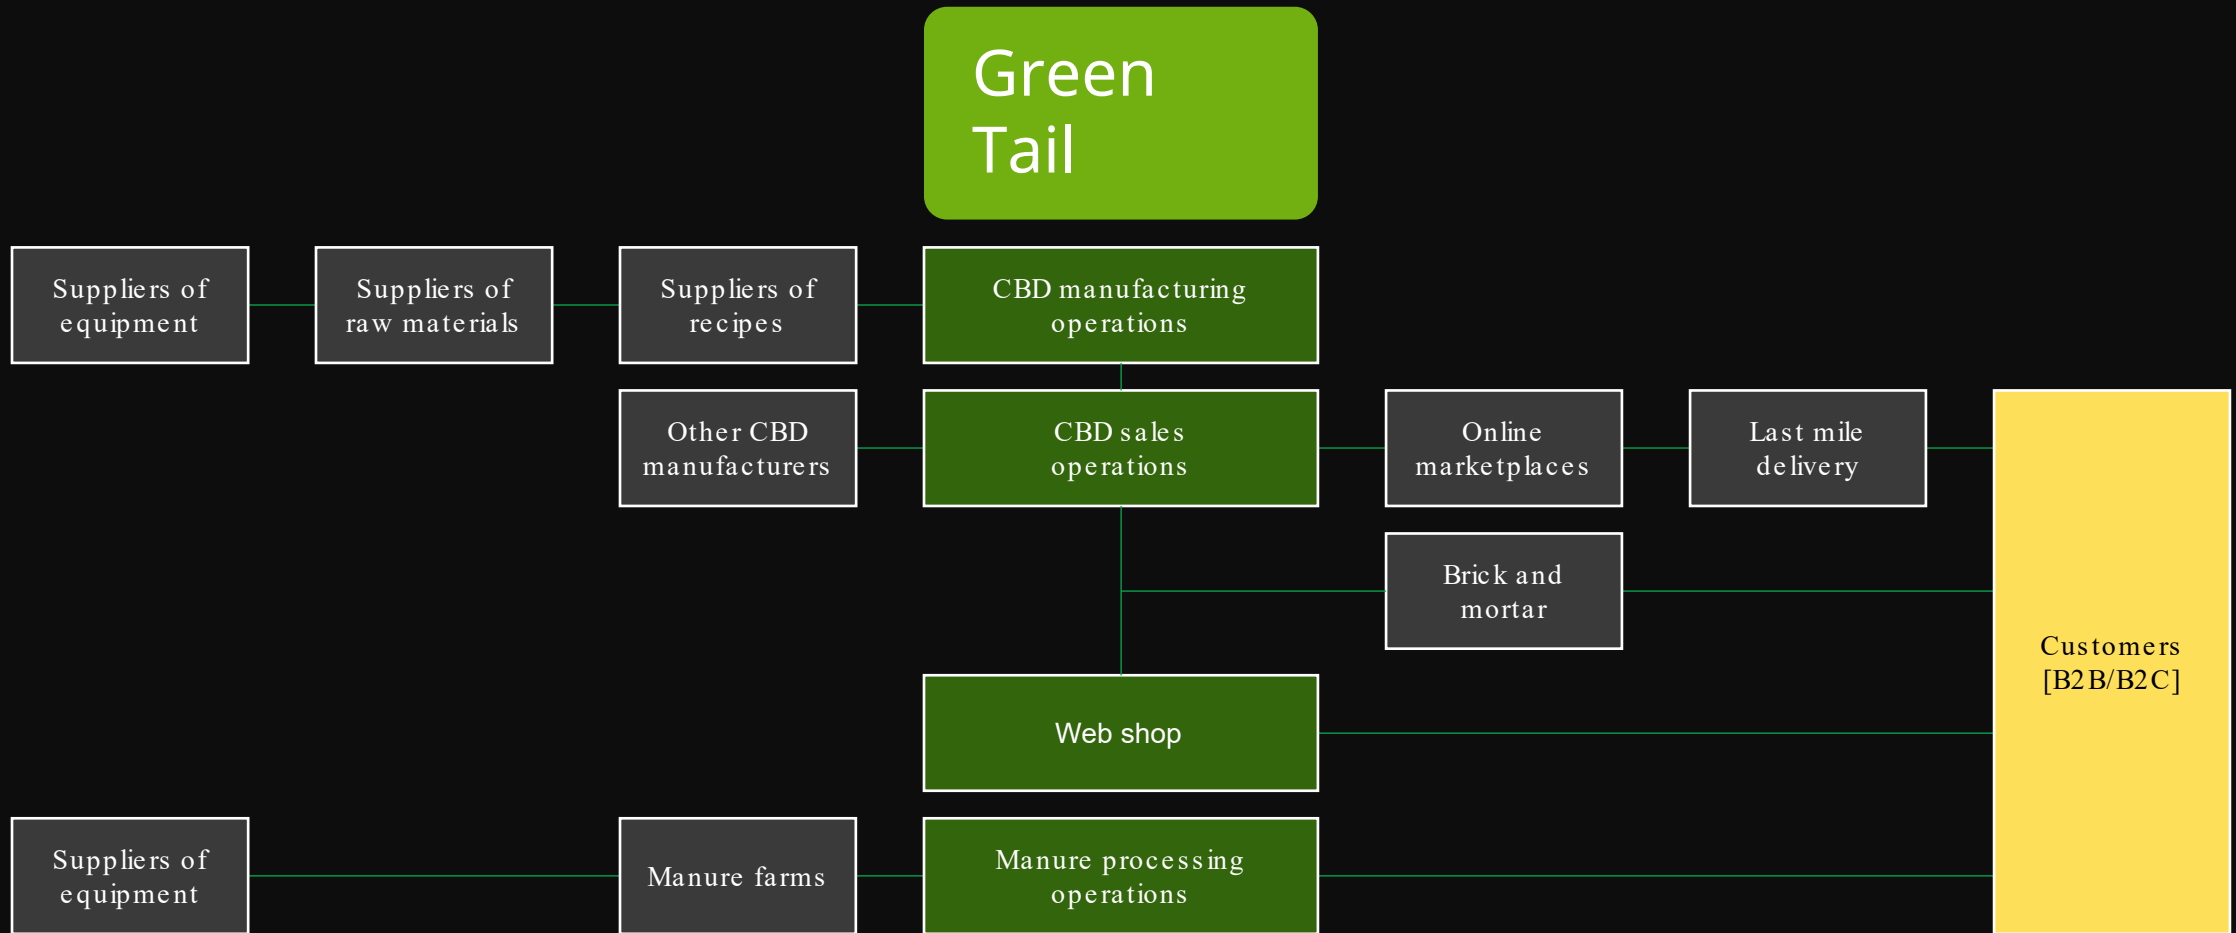 Green
Tail
Suppliers of
equipment
Suppliers of
raw materials
Suppliers of
recipes
CBD manufacturing
operations
Other CBD
manufacturers
CBD sales
operations
Online
marketplaces
Last mile
delivery
Brick and
mortar
Customers
[B2B/B2C]
Web shop
Suppliers of
equipment
Manure farms
Manure processing
operations